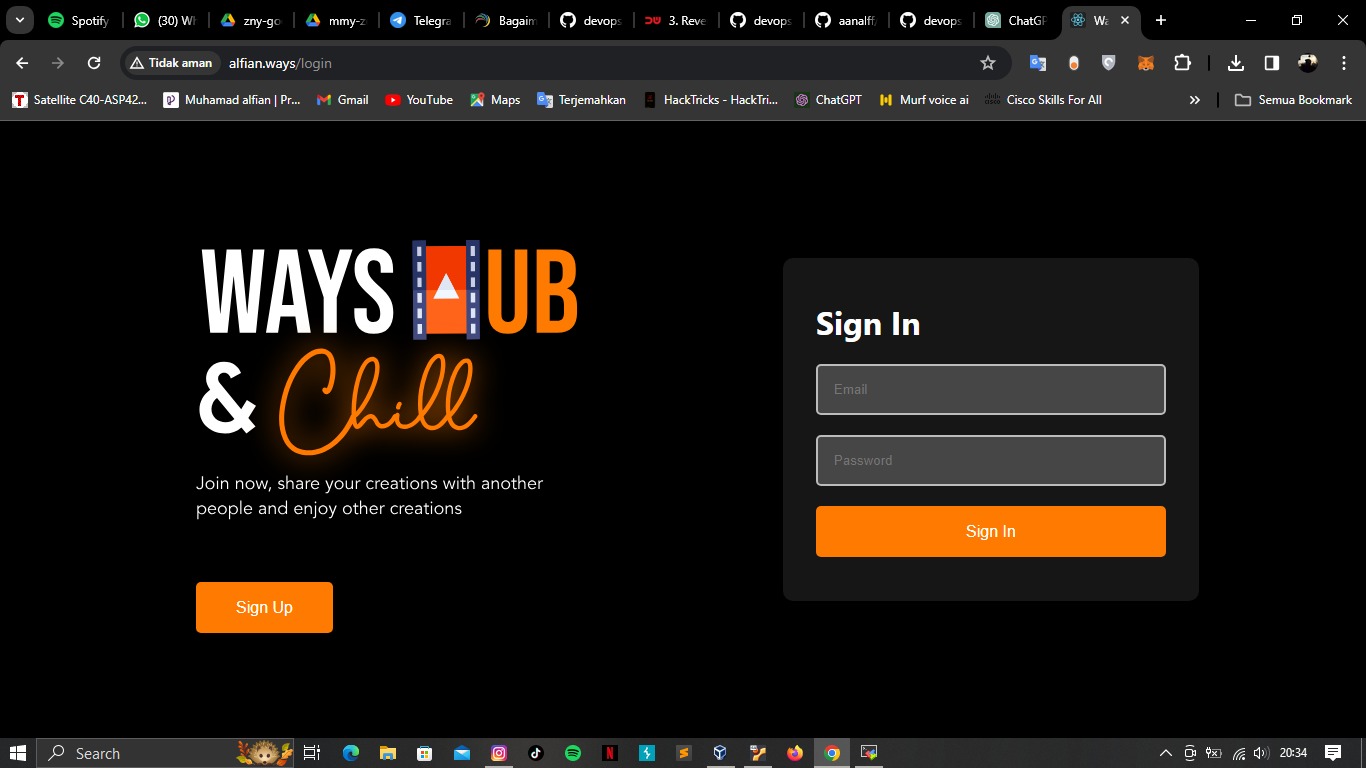 Spotify
(30) Wh
zny-go
mmy-z
Telegra
Bagaim
devops
3. Reve
devops
aanalff
devops
ChatGP
Wa
Tidak aman
alfian.ways/login
Satellite C40-ASP42...
Muhamad alfian | Pr...
Gmail
YouTube
Maps
Terjemahkan
HackTricks - HackTri...
ChatGPT
Murf voice ai
Cisco Skills For All
Semua Bookmark
WAYS HUB
& Chill
Join now, share your creations with another
people and enjoy other creations
Sign Up
Sign In
Email
Password
Sign In
Search
20:34